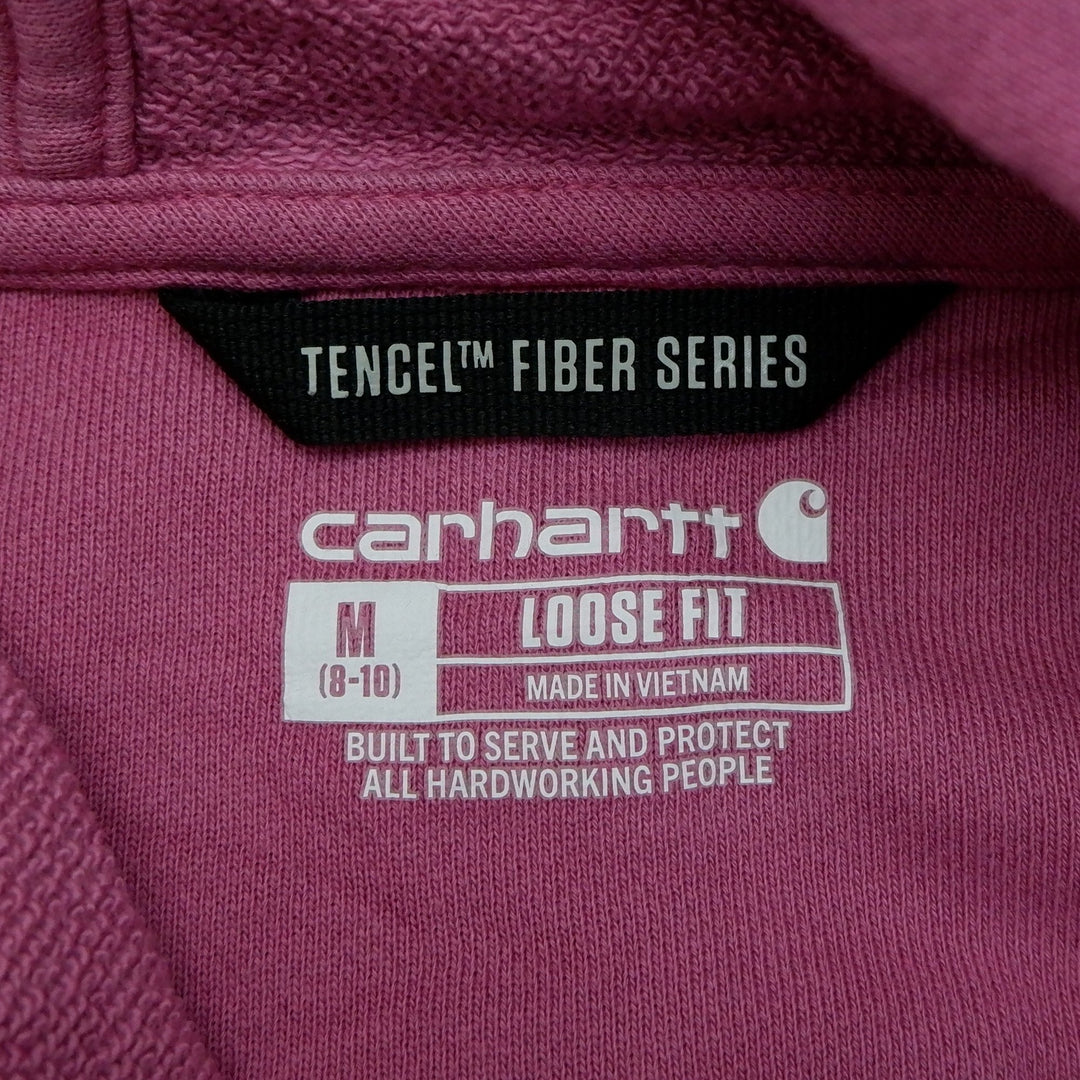 TENCEL™ FIBER SERIES
carhartt
M
(8-10)
LOOSE FIT
MADE IN VIETNAM
BUILT TO SERVE AND PROTECT
ALL HARDWORKING PEOPLE